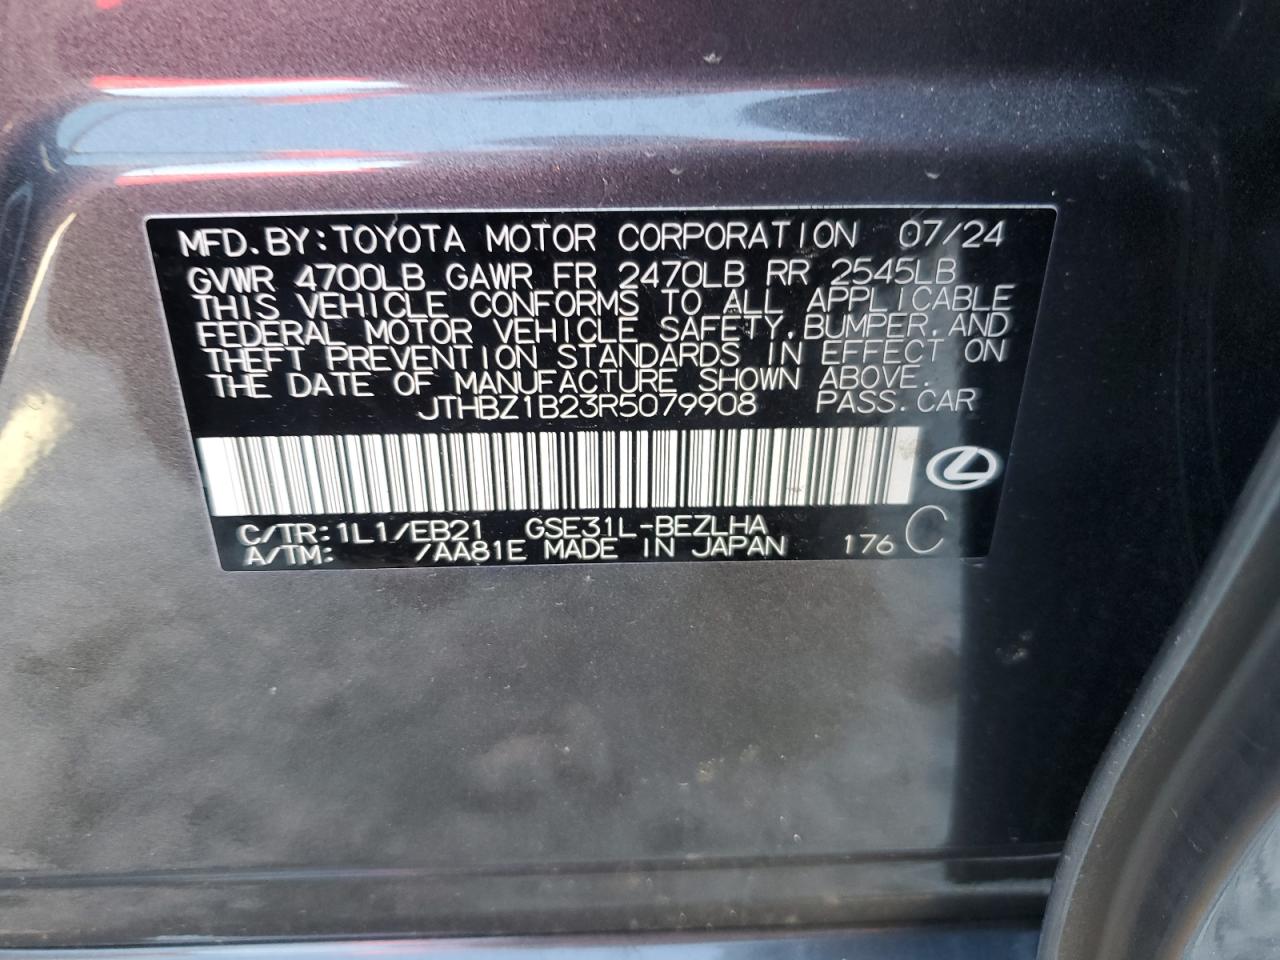 MFD.BY:TOYOTA MOTOR CORPORATION 07/24
GVWR 4700LB GAWR FR 2470LB RR 2545LB
THIS VEHICLE CONFORMS TO ALL APPLICABLE
FEDERAL MOTOR VEHICLE SAFETY,BUMPER,AND
THEFT PREVENTION STANDARDS IN EFFECT ON
THE DATE OF MANUFACTURE SHOWN ABOVE.
JTHBZ1B23R5079908 PASS.CAR
C/TR:1L1/EB21 GSE31L-BEZLHA
A/TM: /AA81E MADE IN JAPAN 176 C